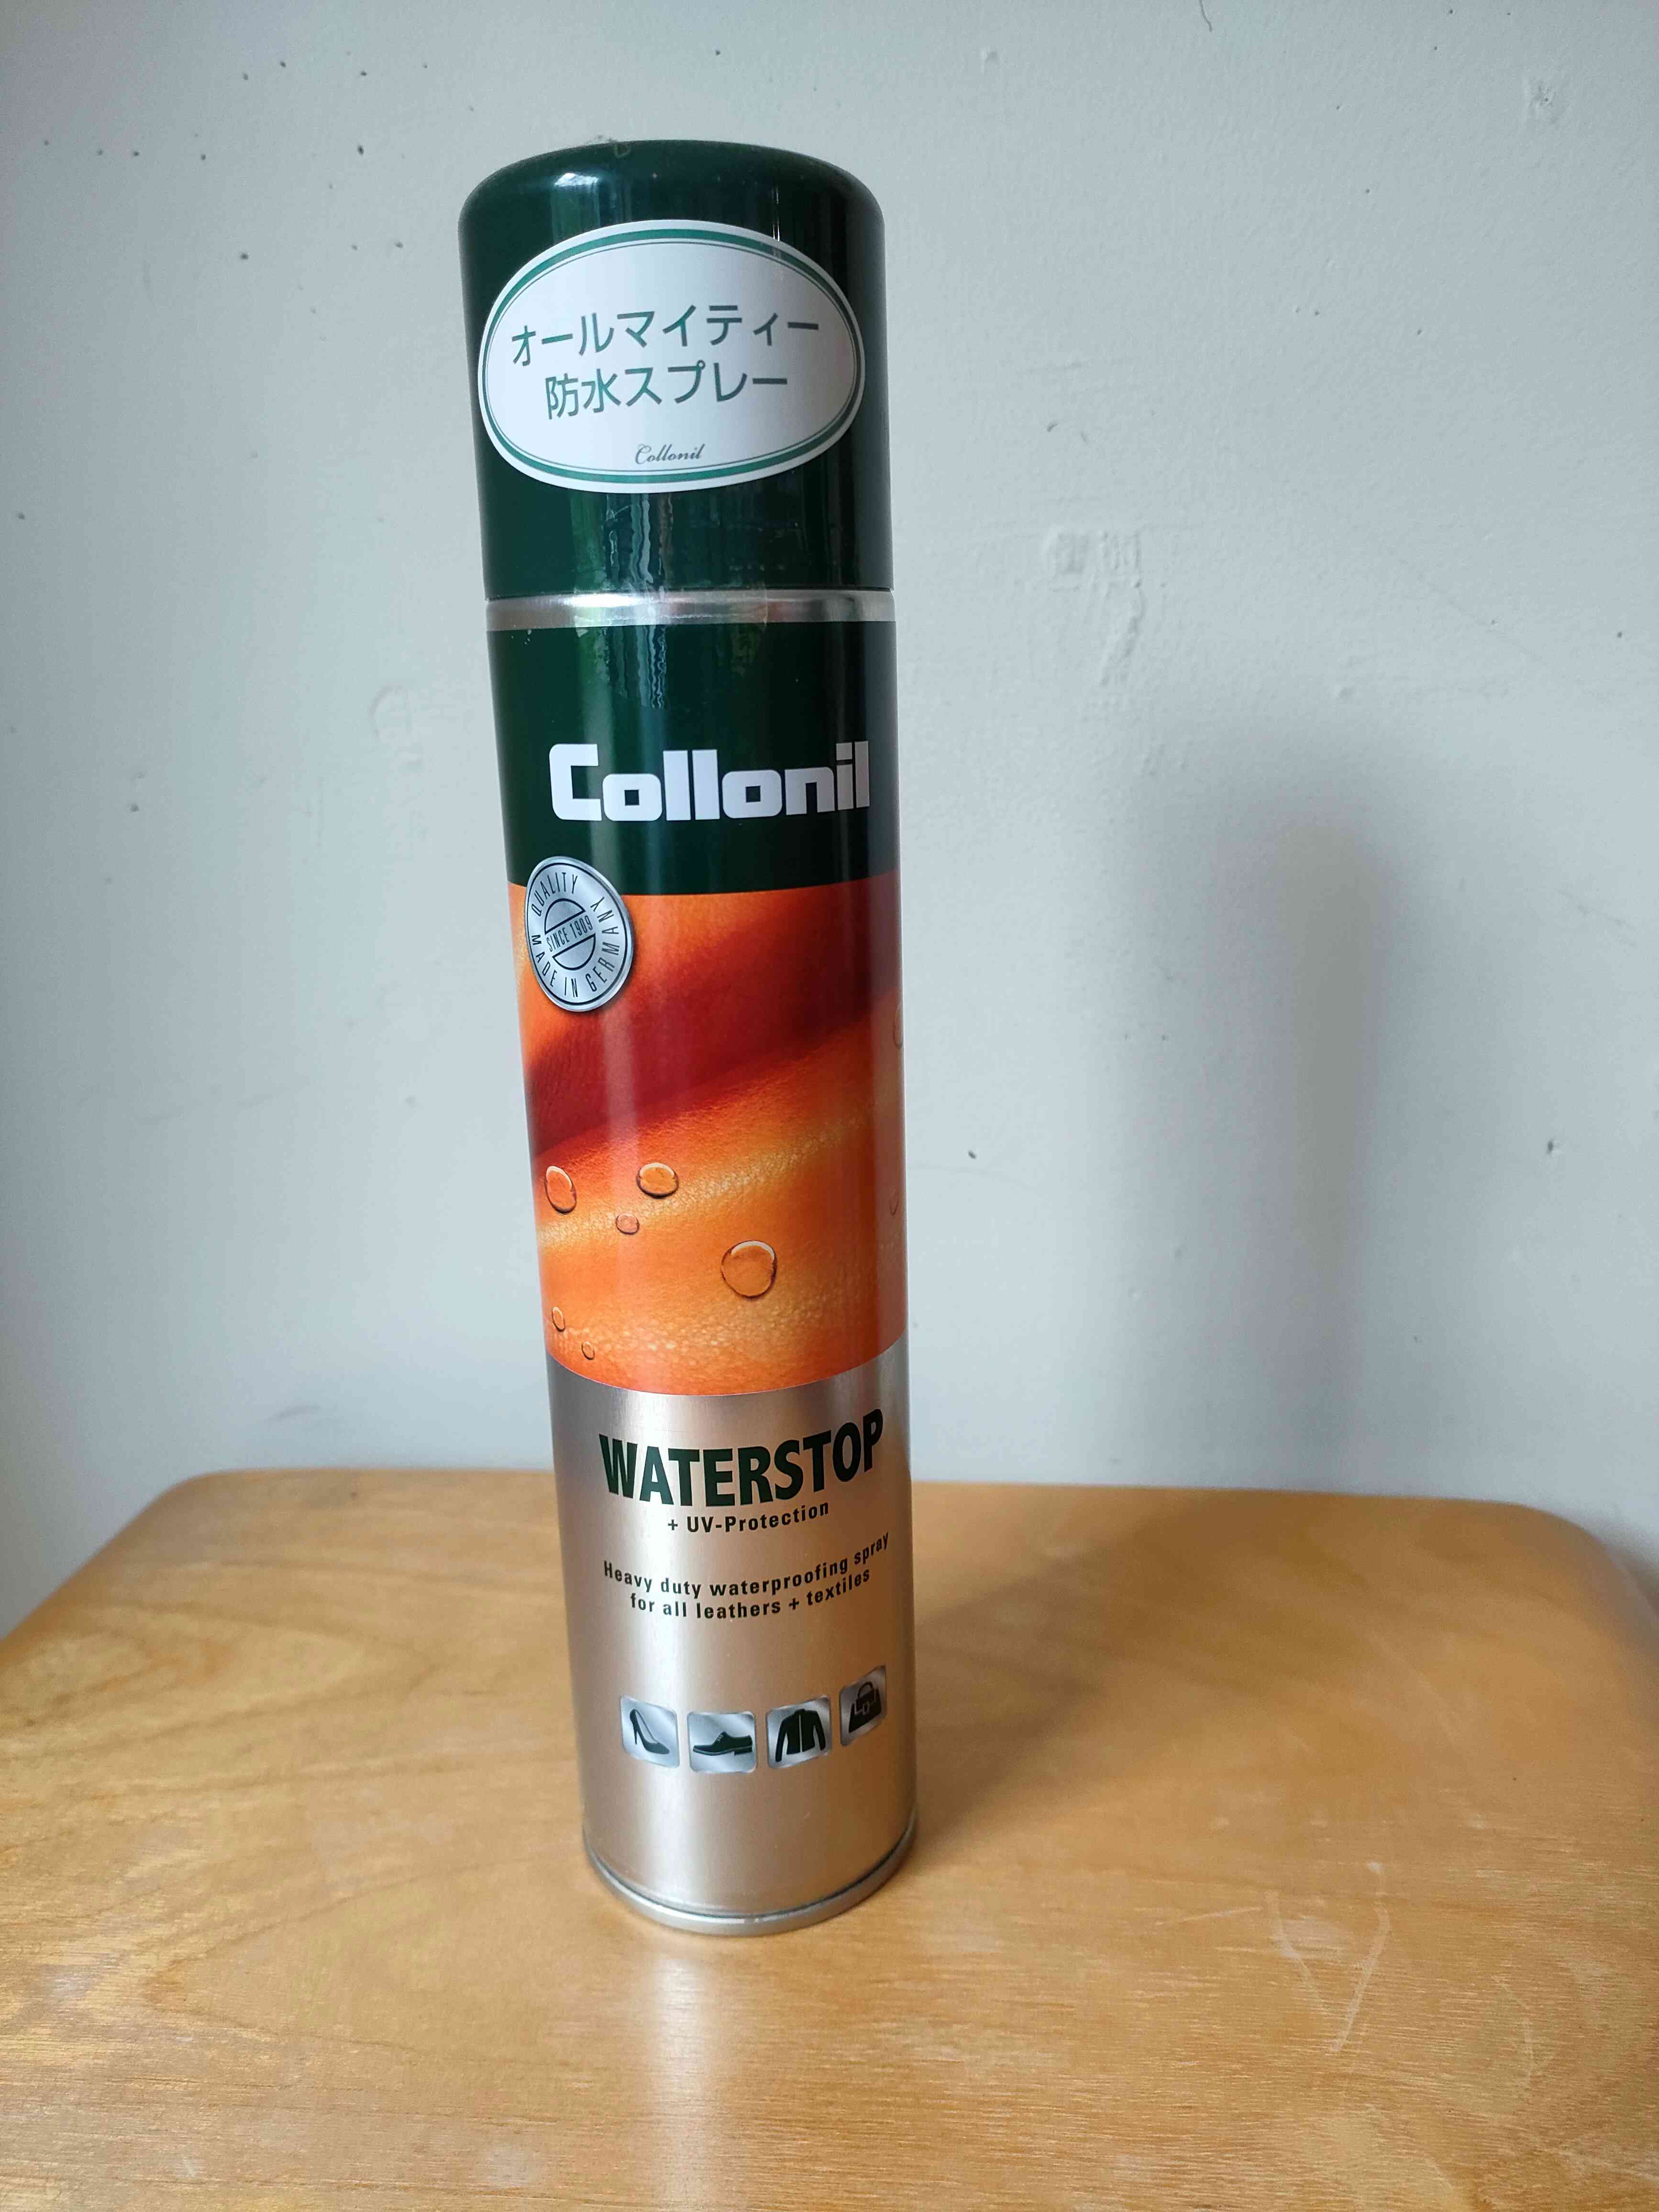 オールマイティー
防水スプレー
Collonil
Collonil
QUALITY
SINCE 1909
MADE IN GERMANY
WATERSTOP
+ UV-Protection
Heavy duty waterproofing spray
for all leathers + textiles